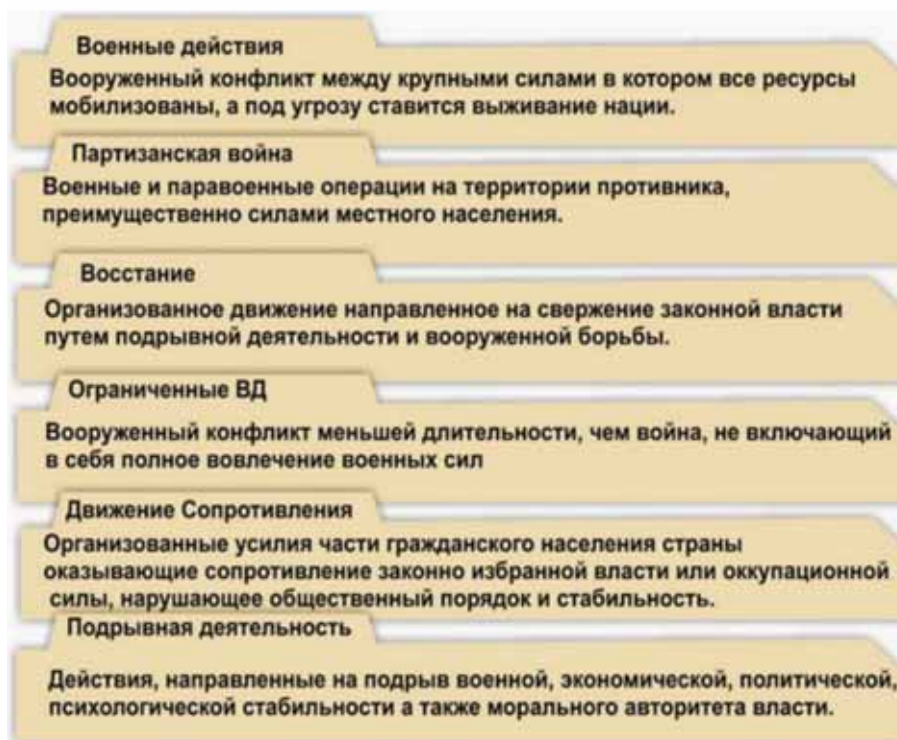 Военные действия
Вооруженный конфликт между крупными силами в котором все ресурсы
мобилизованы, а под угрозу ставится выживание нации.
Партизанская война
Военные и паравоенные операции на территории противника,
преимущественно силами местного населения.
Восстание
Организованное движение направленное на свержение законной власти
путем подрывной деятельности и вооруженной борьбы.
Ограниченные ВД
Вооруженный конфликт меньшей длительности, чем война, не включающий
в себя полное вовлечение военных сил
Движение Сопротивления
Организованные усилия части гражданского населения страны
оказывающие сопротивление законно избранной власти или оккупационной
силы, нарушающее общественный порядок и стабильность.
Подрывная деятельность
Действия, направленные на подрыв военной, экономической, политической,
психологической стабильности а также морального авторитета власти.